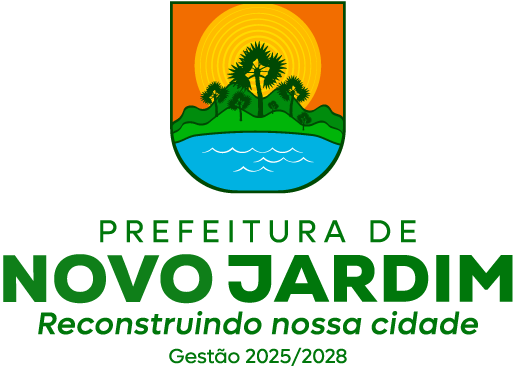 PREFEITURA DE
NOVO JARDIM
Reconstruindo nossa cidade
Gestão 2025/2028